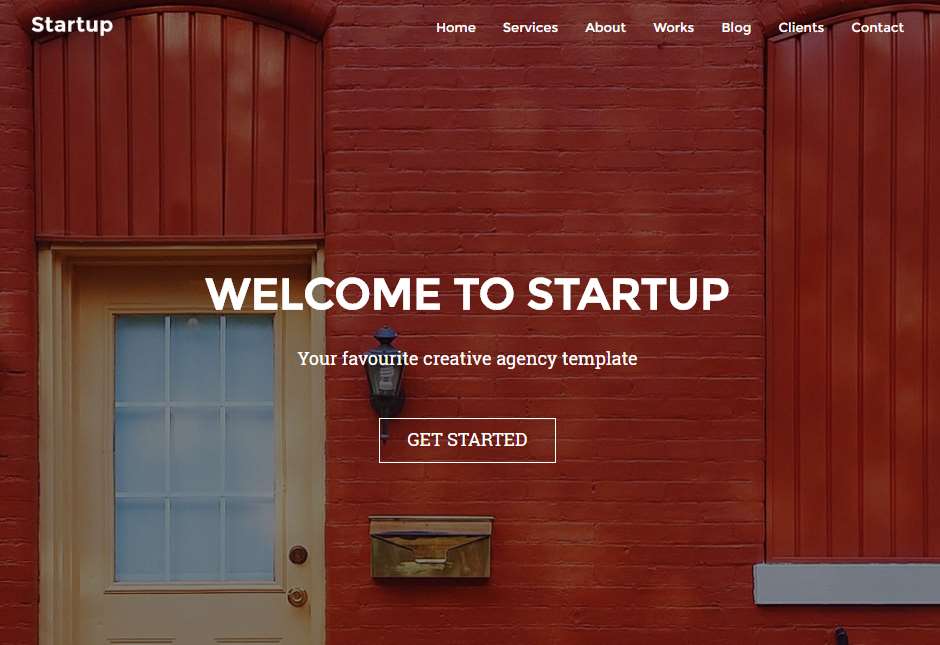 Startup
Home Services About Works Blog Clients Contact
WELCOME TO STARTUP
Your favourite creative agency template
GET STARTED